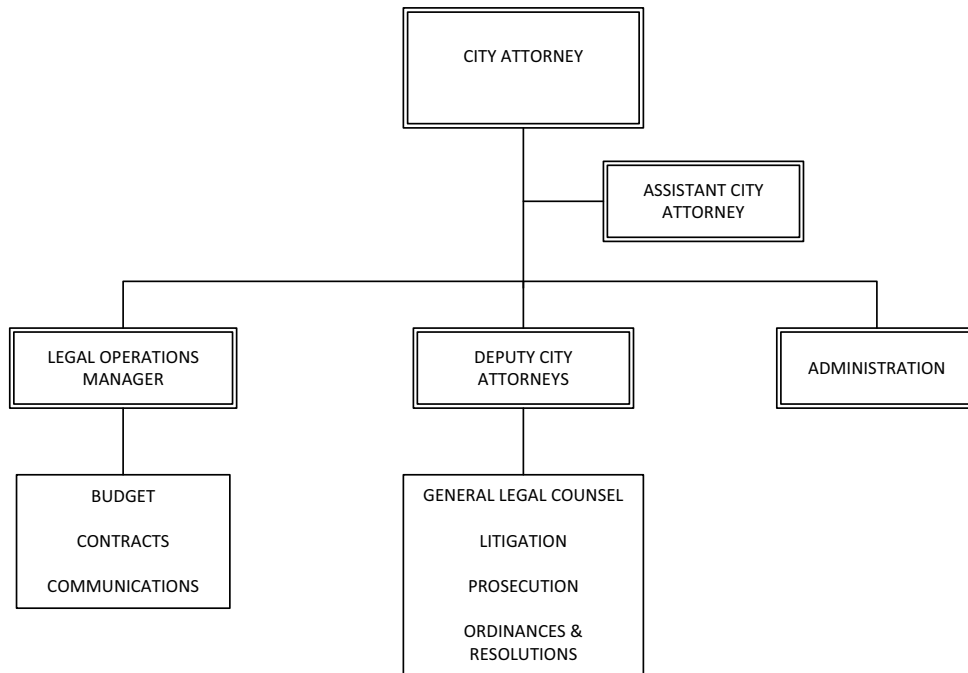 CITY ATTORNEY
ASSISTANT CITY
ATTORNEY
LEGAL OPERATIONS
MANAGER
DEPUTY CITY
ATTORNEYS
ADMINISTRATION
BUDGET
CONTRACTS
COMMUNICATIONS
GENERAL LEGAL COUNSEL
LITIGATION
PROSECUTION
ORDINANCES &
RESOLUTIONS